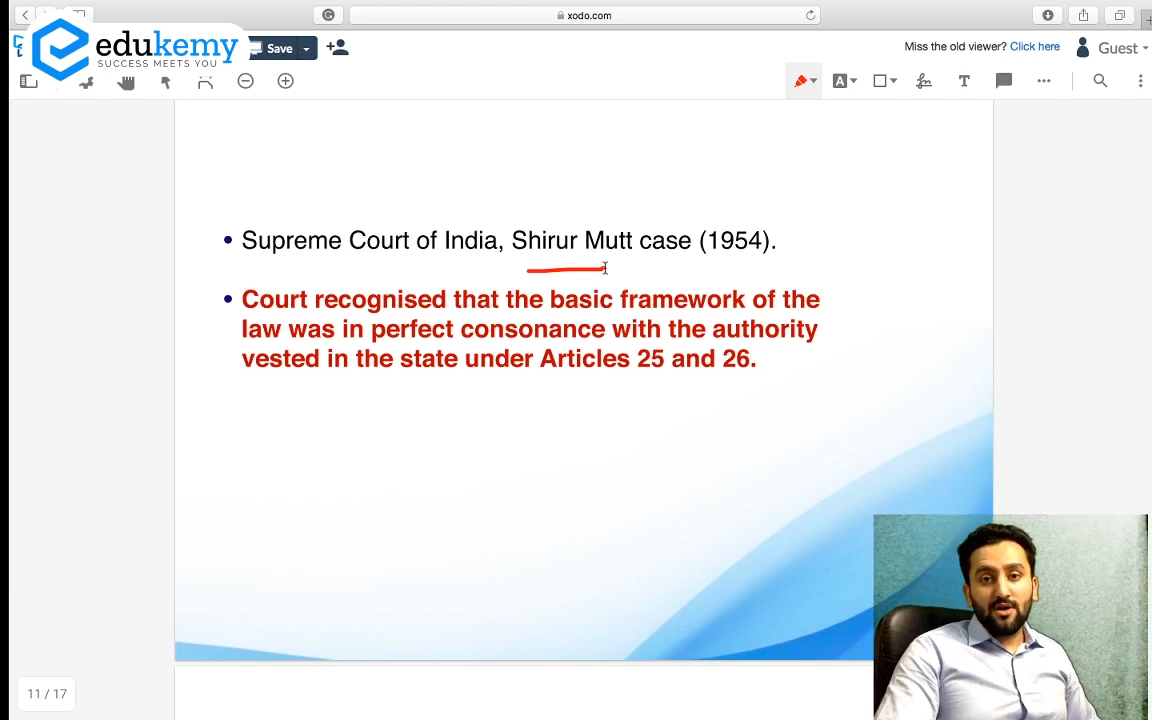 xodo.com
edukemy
SUCCESS MEETS YOU
Save
Miss the old viewer? Click here
Guest
A
T
• Supreme Court of India, Shirur Mutt case (1954).
• Court recognised that the basic framework of the
law was in perfect consonance with the authority
vested in the state under Articles 25 and 26.
11 / 17